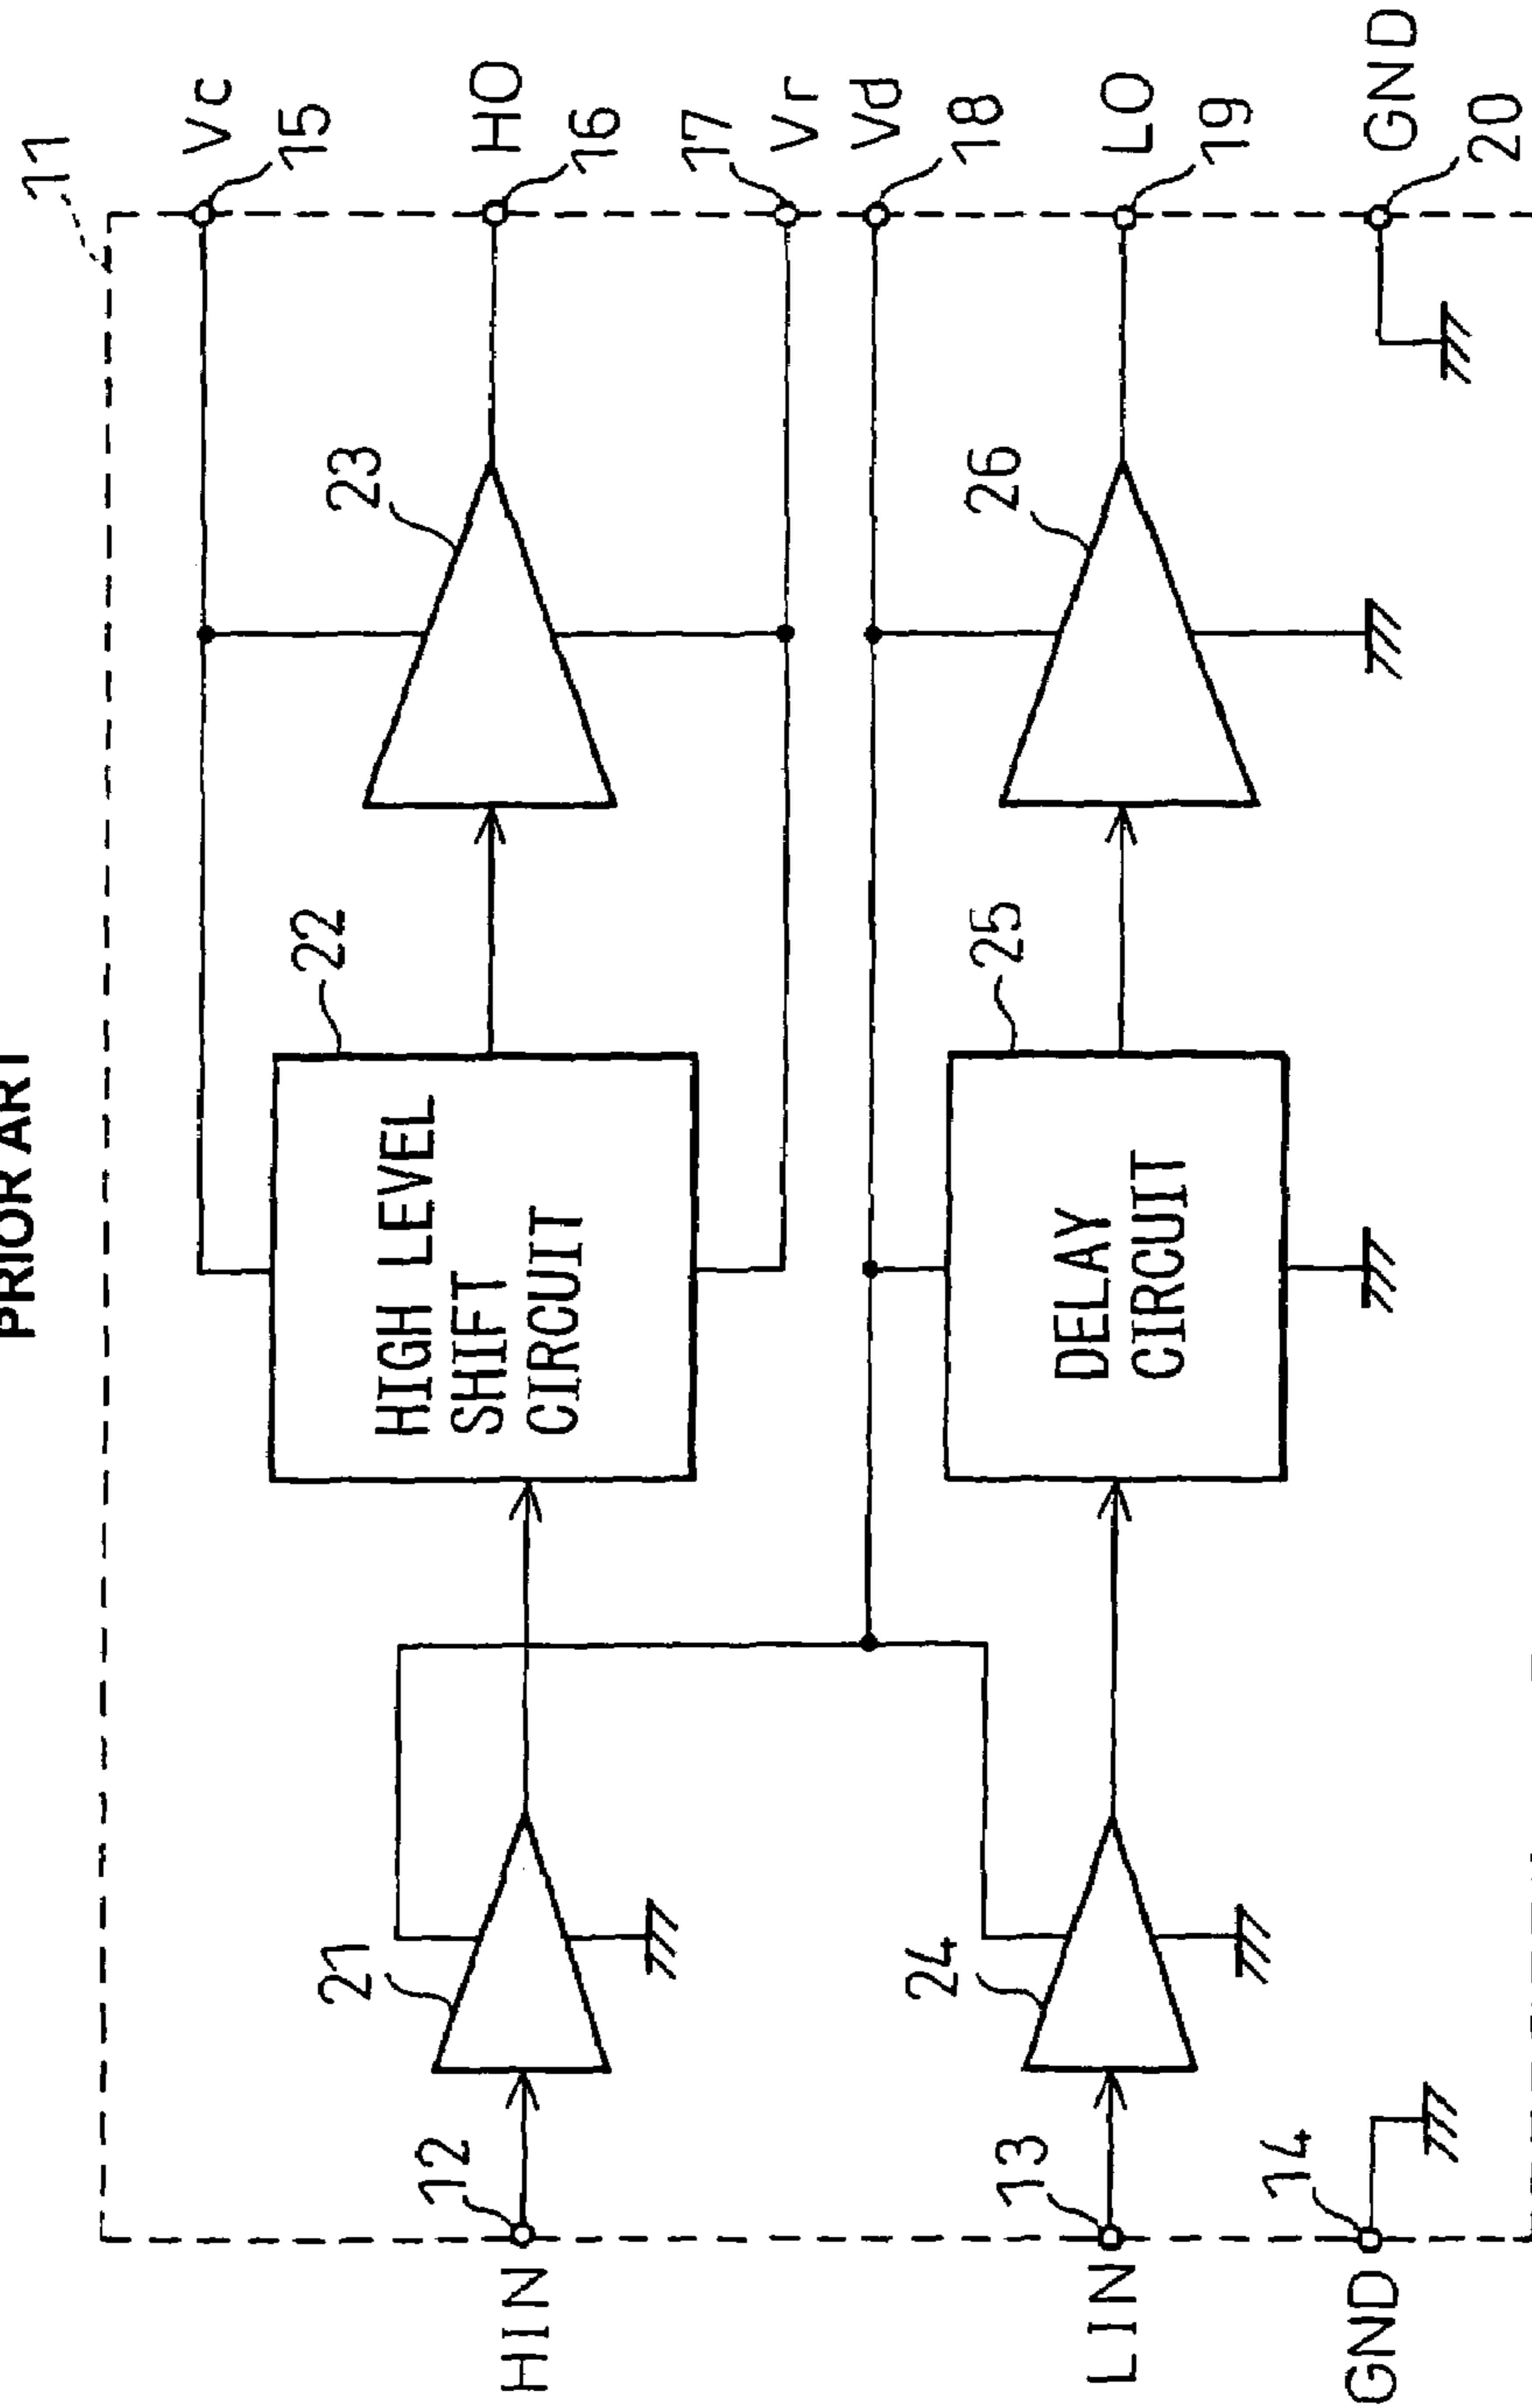 PRIOR ART
11
Vc
15
HO
16
17
Vr
Vd
18
LO
19
GND
20
23
26
22
HIGH LEVEL
SHIFT
CIRCUIT
25
DELAY
CIRCUIT
21
24
12
HIN
13
LIN
14
GND